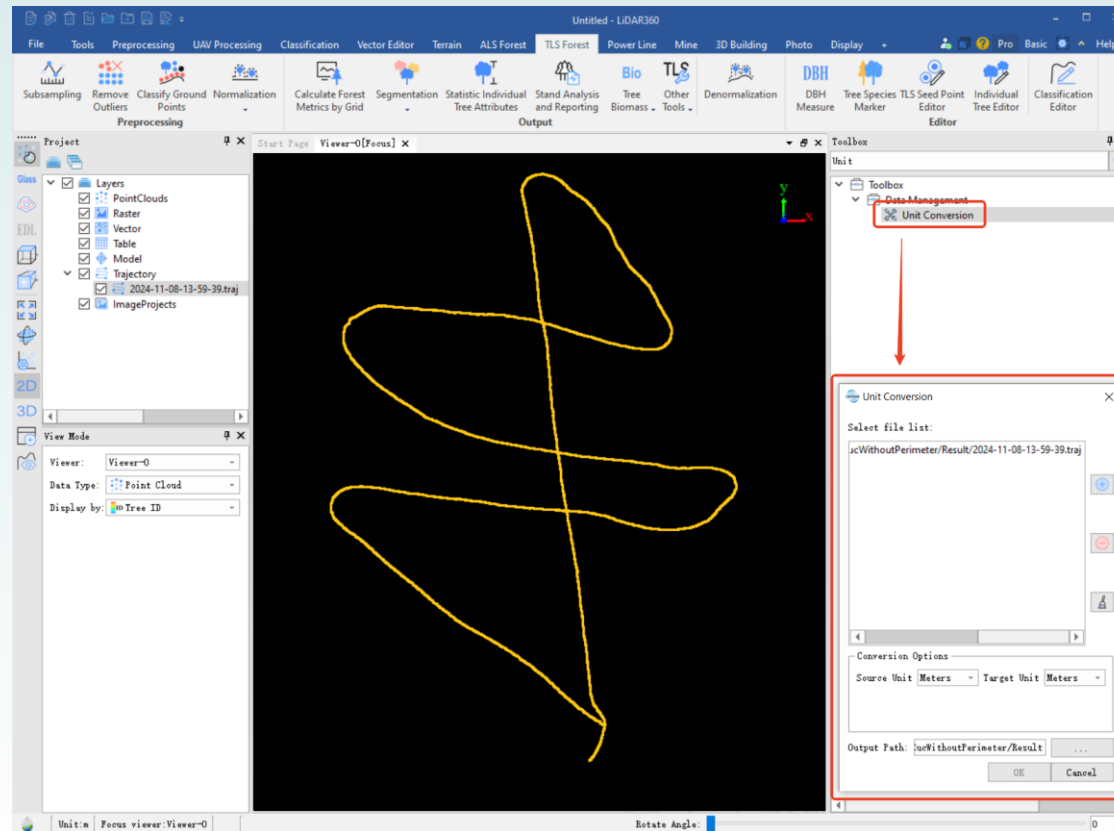 Untitled - LiDAR360
File Tools Preprocessing UAV Processing Classification Vector Editor Terrain ALS Forest TLS Forest Power Line Mine 3D Building Photo Display + Pro Basic Help
Subsampling Remove Outliers Classify Ground Points Normalization Calculate Forest Metrics by Grid Segmentation Statistic Individual Tree Attributes Stand Analysis and Reporting Bio Tree Biomass TLS Other Tools Denormalization DBH DBH Measure Tree Species Marker TLS Seed Point Editor Individual Tree Editor Classification Editor
Preprocessing Output Editor
Project
Start Page Viewer-0[Focus]
Toolbox
Unit
Glass
EDL
2D
3D
Layers
PointClouds
Raster
Vector
Table
Model
Trajectory
2024-11-08-13-59-39.traj
ImageProjects
View Mode
Viewer: Viewer-0
Data Type: Point Cloud
Display by: ID Tree ID
y
x
Toolbox
Data Management
Unit Conversion
Unit Conversion
Select file list:
ucWithoutPerimeter/Result/2024-11-08-13-59-39.traj
Conversion Options
Source Unit Meters Target Unit Meters
Output Path: ucWithoutPerimeter/Result ...
OK Cancel
Unit:m Focus viewer:Viewer-0 Rotate Angle: 0